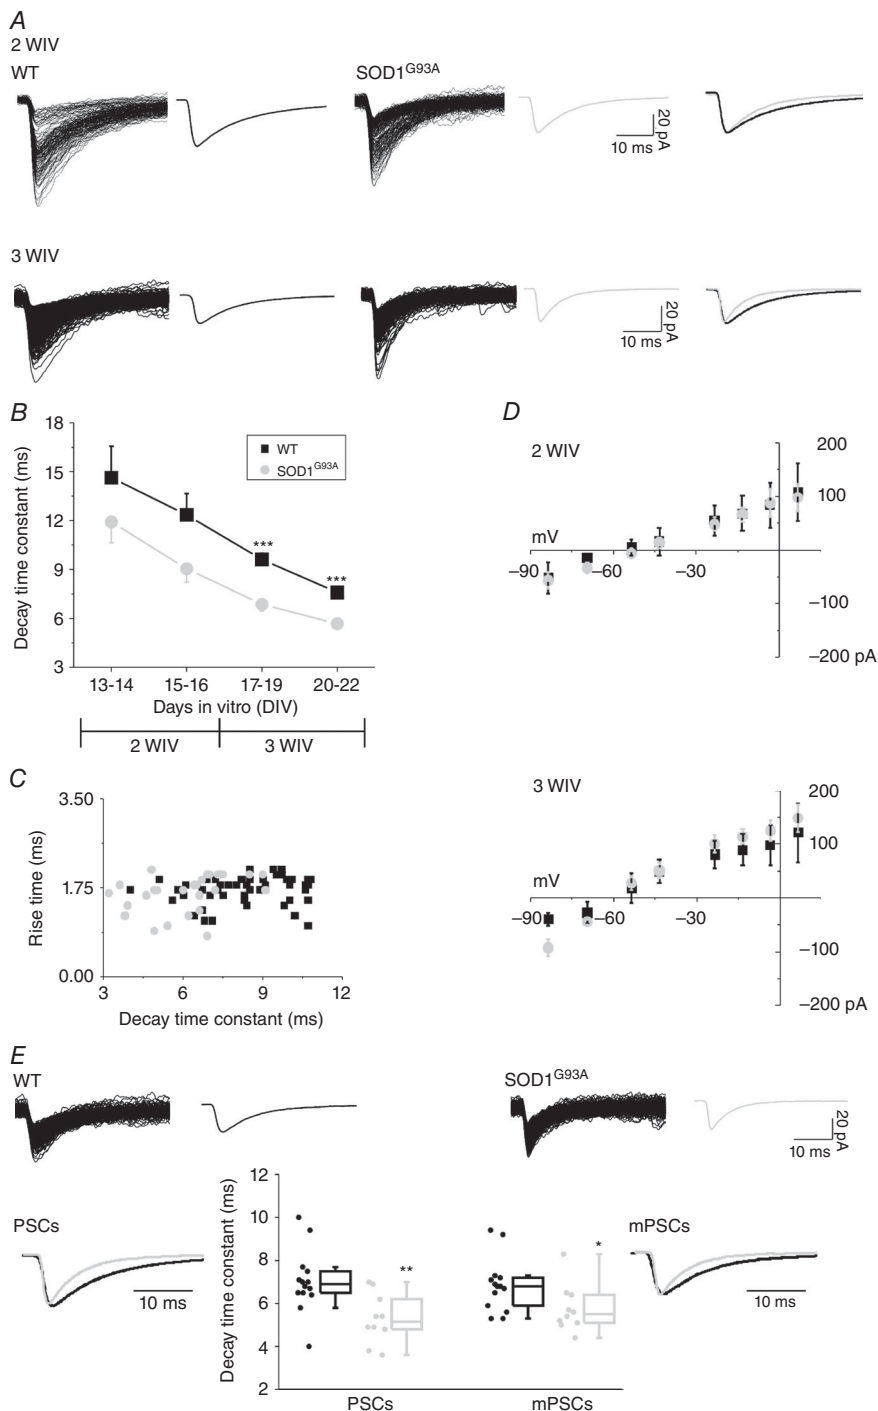 A
2 WIV
WT
SOD1G93A
20 pA
10 ms
3 WIV
20 pA
10 ms
B
18
15
12
9
6
3
Decay time constant (ms)
WT
SOD1G93A
***
***
13-14
15-16
17-19
20-22
Days in vitro (DIV)
2 WIV
3 WIV
C
3.50
1.75
0.00
Rise time (ms)
3
6
9
12
Decay time constant (ms)
D
2 WIV
200
100
mV
–90
–60
–30
–100
–200 pA
3 WIV
200
100
mV
–90
–60
–30
–100
–200 pA
E
WT
SOD1G93A
20 pA
10 ms
PSCs
10 ms
12
10
8
6
4
2
Decay time constant (ms)
**
*
PSCs
mPSCs
mPSCs
10 ms